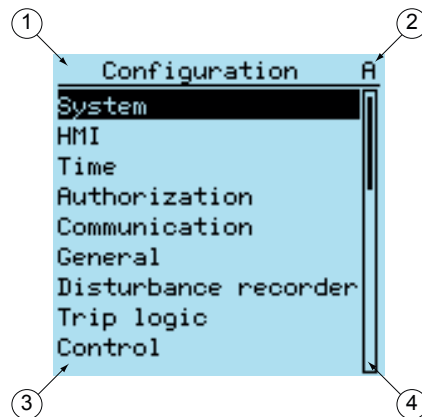 1
2
Configuration A
System
HMI
Time
Authorization
Communication
General
Disturbance recorder
Trip logic
Control
3
4